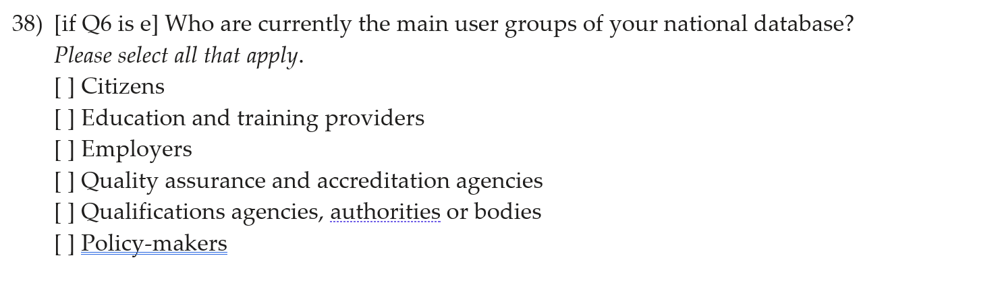 38) [if Q6 is e] Who are currently the main user groups of your national database?
Please select all that apply.
[ ] Citizens
[ ] Education and training providers
[ ] Employers
[ ] Quality assurance and accreditation agencies
[ ] Qualifications agencies, authorities or bodies
[ ] Policy-makers